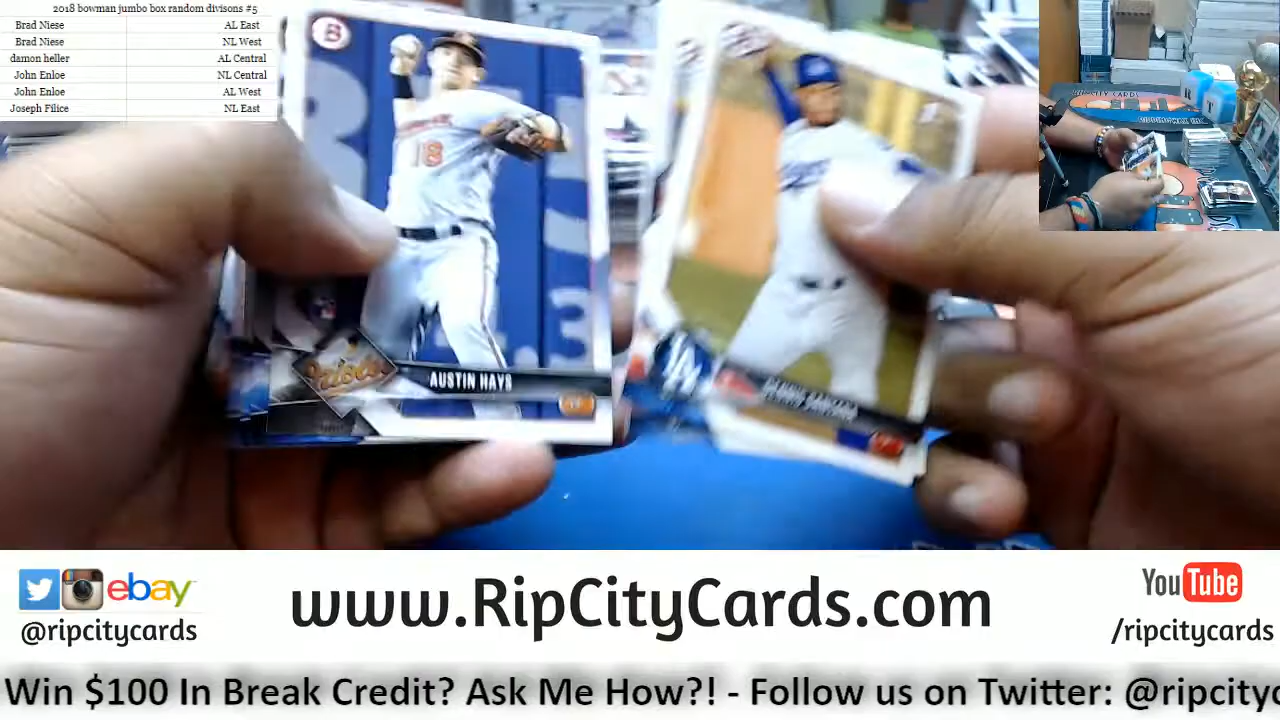 2018 bowman jumbo box random divisons #5
Brad Niese AL East
Brad Niese NL West
damon heller AL Central
John Enloe NL Central
John Enloe AL West
Joseph Filice NL East
B
18
Orioles
AUSTIN HAYS
RIPCITY CARDS
ebay
@ripcitycards
www.RipCityCards.com
YouTube
/ripcitycards
Win $100 In Break Credit? Ask Me How?! - Follow us on Twitter: @ripcityc